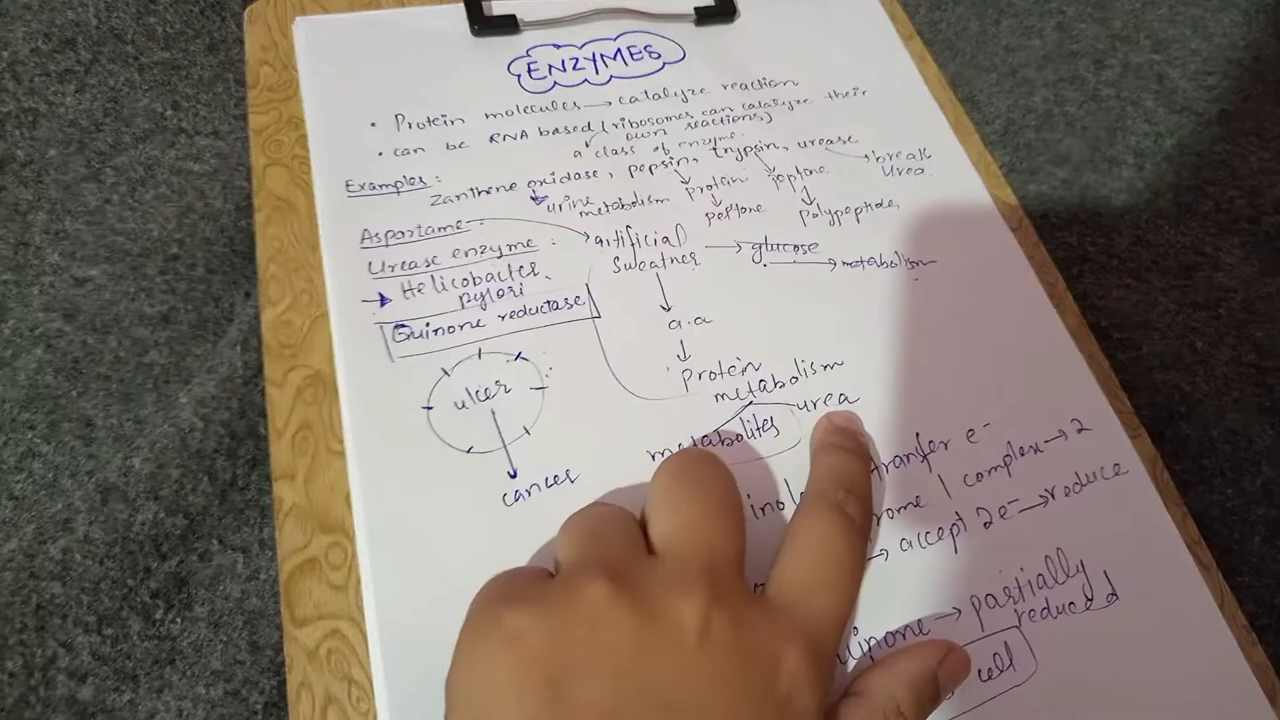 ENZYMES
• Protein molecules → catalyze reaction
• can be RNA based (ribosomes can catalyze their
own reactions)
a class of enzyme.
Examples:
Zanthene oxidase, pepsin, trypsin, urease
→ break
Urea.
urine
metabolism
protein
↓
peptone
peptone
↓
polypeptide,
Aspartame → artificial
sweatner → glucose
→ metabolism
Urease enzyme:
→ Helicobacter
pylori
Quinone reductase
a.a
↓
Protein
metabolism
urea
metabolites
ulcer
cancer
transfer e-
complex → 2
→ accept 2e- → reduce
→ partially
reduced
cell